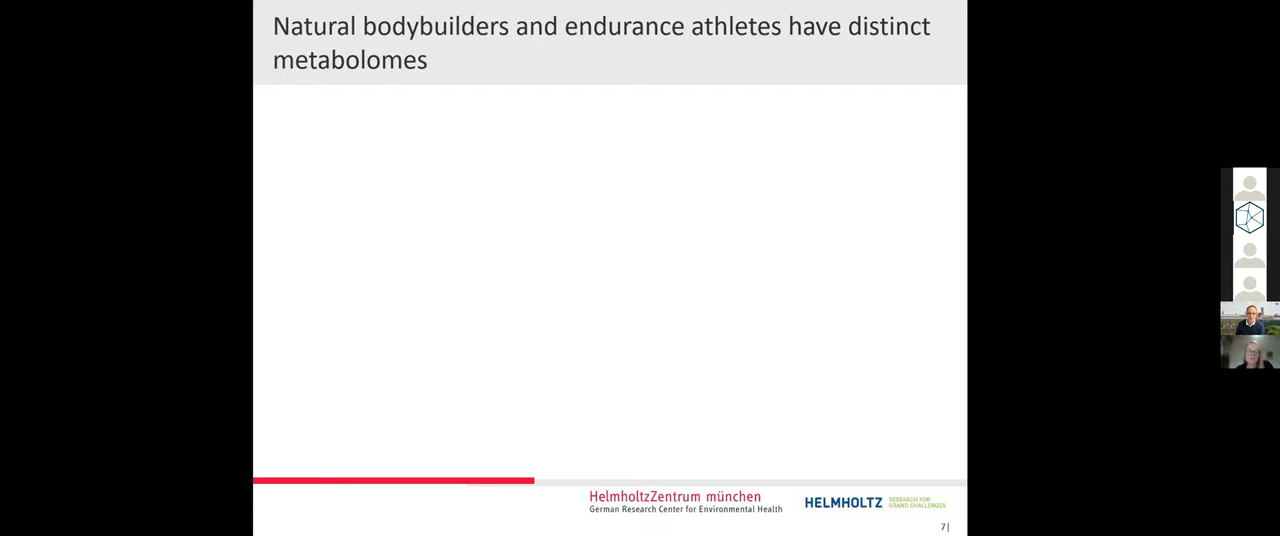 Natural bodybuilders and endurance athletes have distinct
metabolomes
HelmholtzZentrum münchen
German Research Center for Environmental Health
HELMHOLTZ
RESEARCH FOR
GRAND CHALLENGES
7|